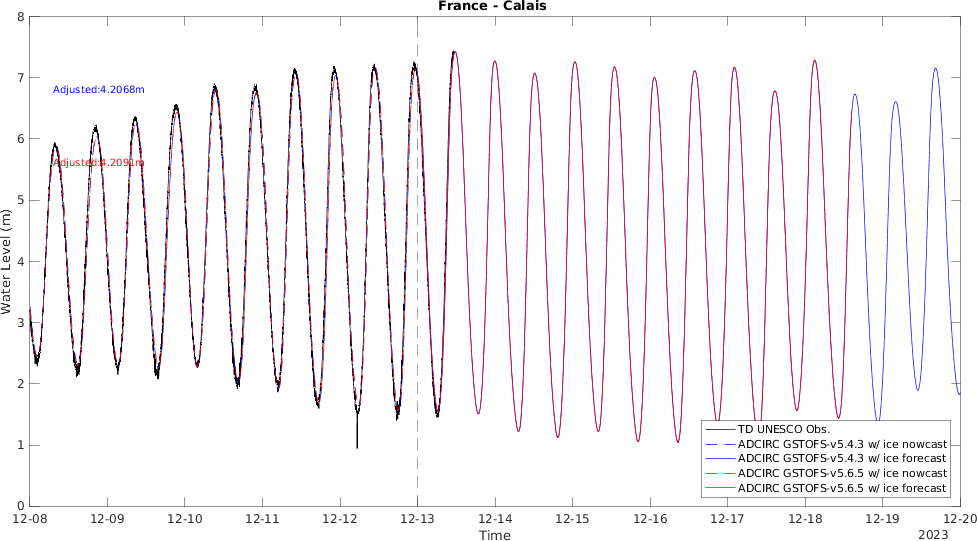 France - Calais
8
7
6
5
4
3
2
1
0
Water Level (m)
Adjusted:4.2068m
Adjusted:4.2091m
TD UNESCO Obs.
ADCIRC GSTOFS-v5.4.3 w/ ice nowcast
ADCIRC GSTOFS-v5.4.3 w/ ice forecast
ADCIRC GSTOFS-v5.6.5 w/ ice nowcast
ADCIRC GSTOFS-v5.6.5 w/ ice forecast
12-08 12-09 12-10 12-11 12-12 12-13 12-14 12-15 12-16 12-17 12-18 12-19 12-20
Time
2023